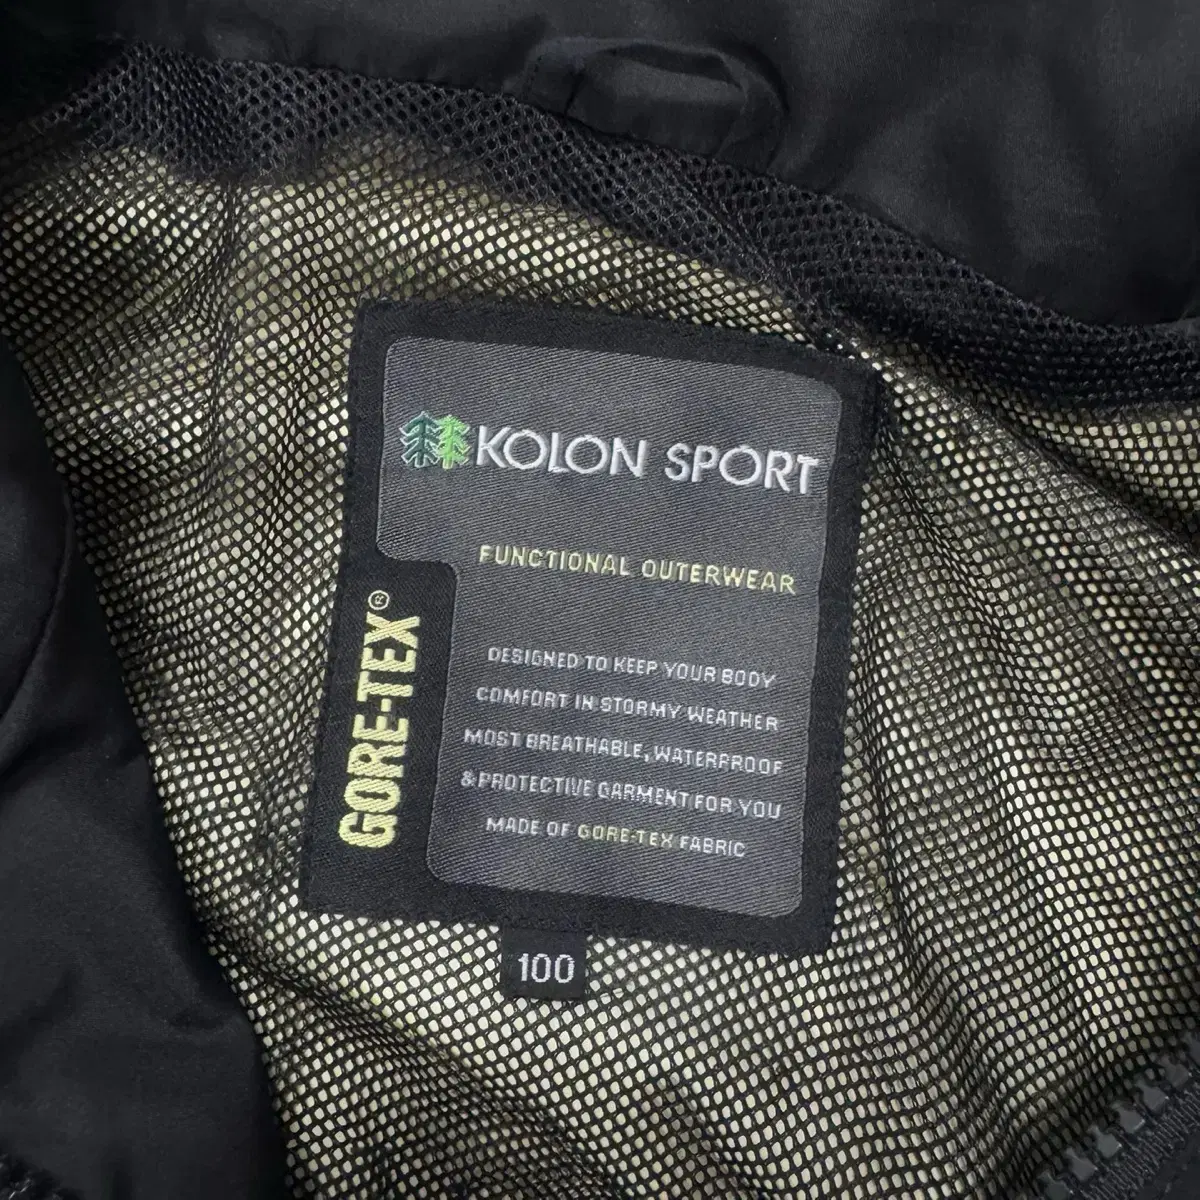 KOLON SPORT
FUNCTIONAL OUTERWEAR
GORE-TEX®
DESIGNED TO KEEP YOUR BODY
COMFORT IN STORMY WEATHER
MOST BREATHABLE, WATERPROOF
& PROTECTIVE GARMENT FOR YOU
MADE OF GORE-TEX FABRIC
100